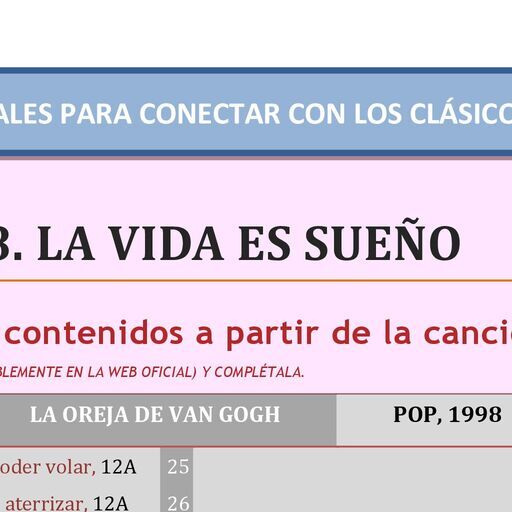 ALES PARA CONECTAR CON LOS CLÁSICO
3. LA VIDA ES SUEÑO
contenidos a partir de la canci
BLEMENTE EN LA WEB OFICIAL) Y COMPLÉTALA.
LA OREJA DE VAN GOGH POP, 1998
oder volar, 12A 25
aterrizar, 12A 26